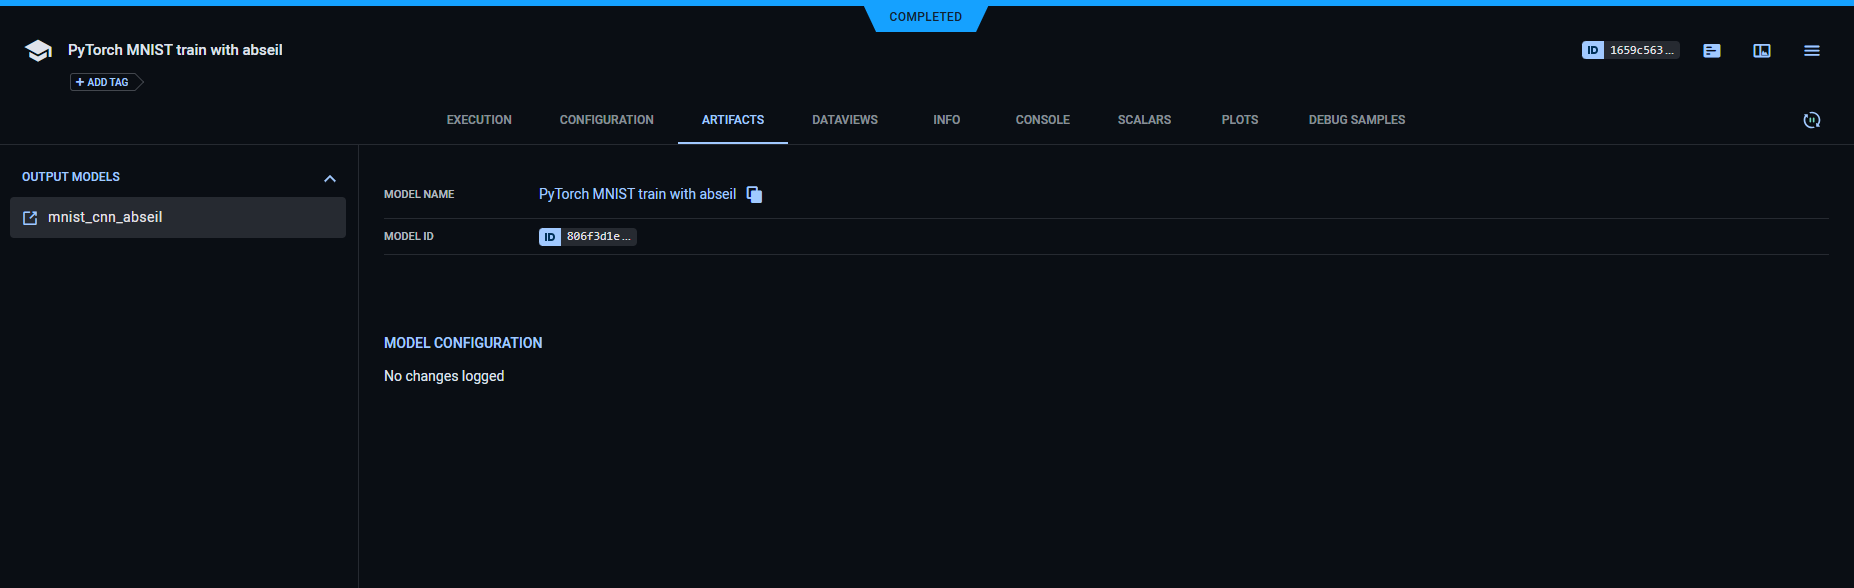 COMPLETED
PyTorch MNIST train with abseil
ID 1659c563...
+ ADD TAG
EXECUTION CONFIGURATION ARTIFACTS DATAVIEWS INFO CONSOLE SCALARS PLOTS DEBUG SAMPLES
OUTPUT MODELS
mnist_cnn_abseil
MODEL NAME PyTorch MNIST train with abseil
MODEL ID ID 806f3d1e...
MODEL CONFIGURATION
No changes logged